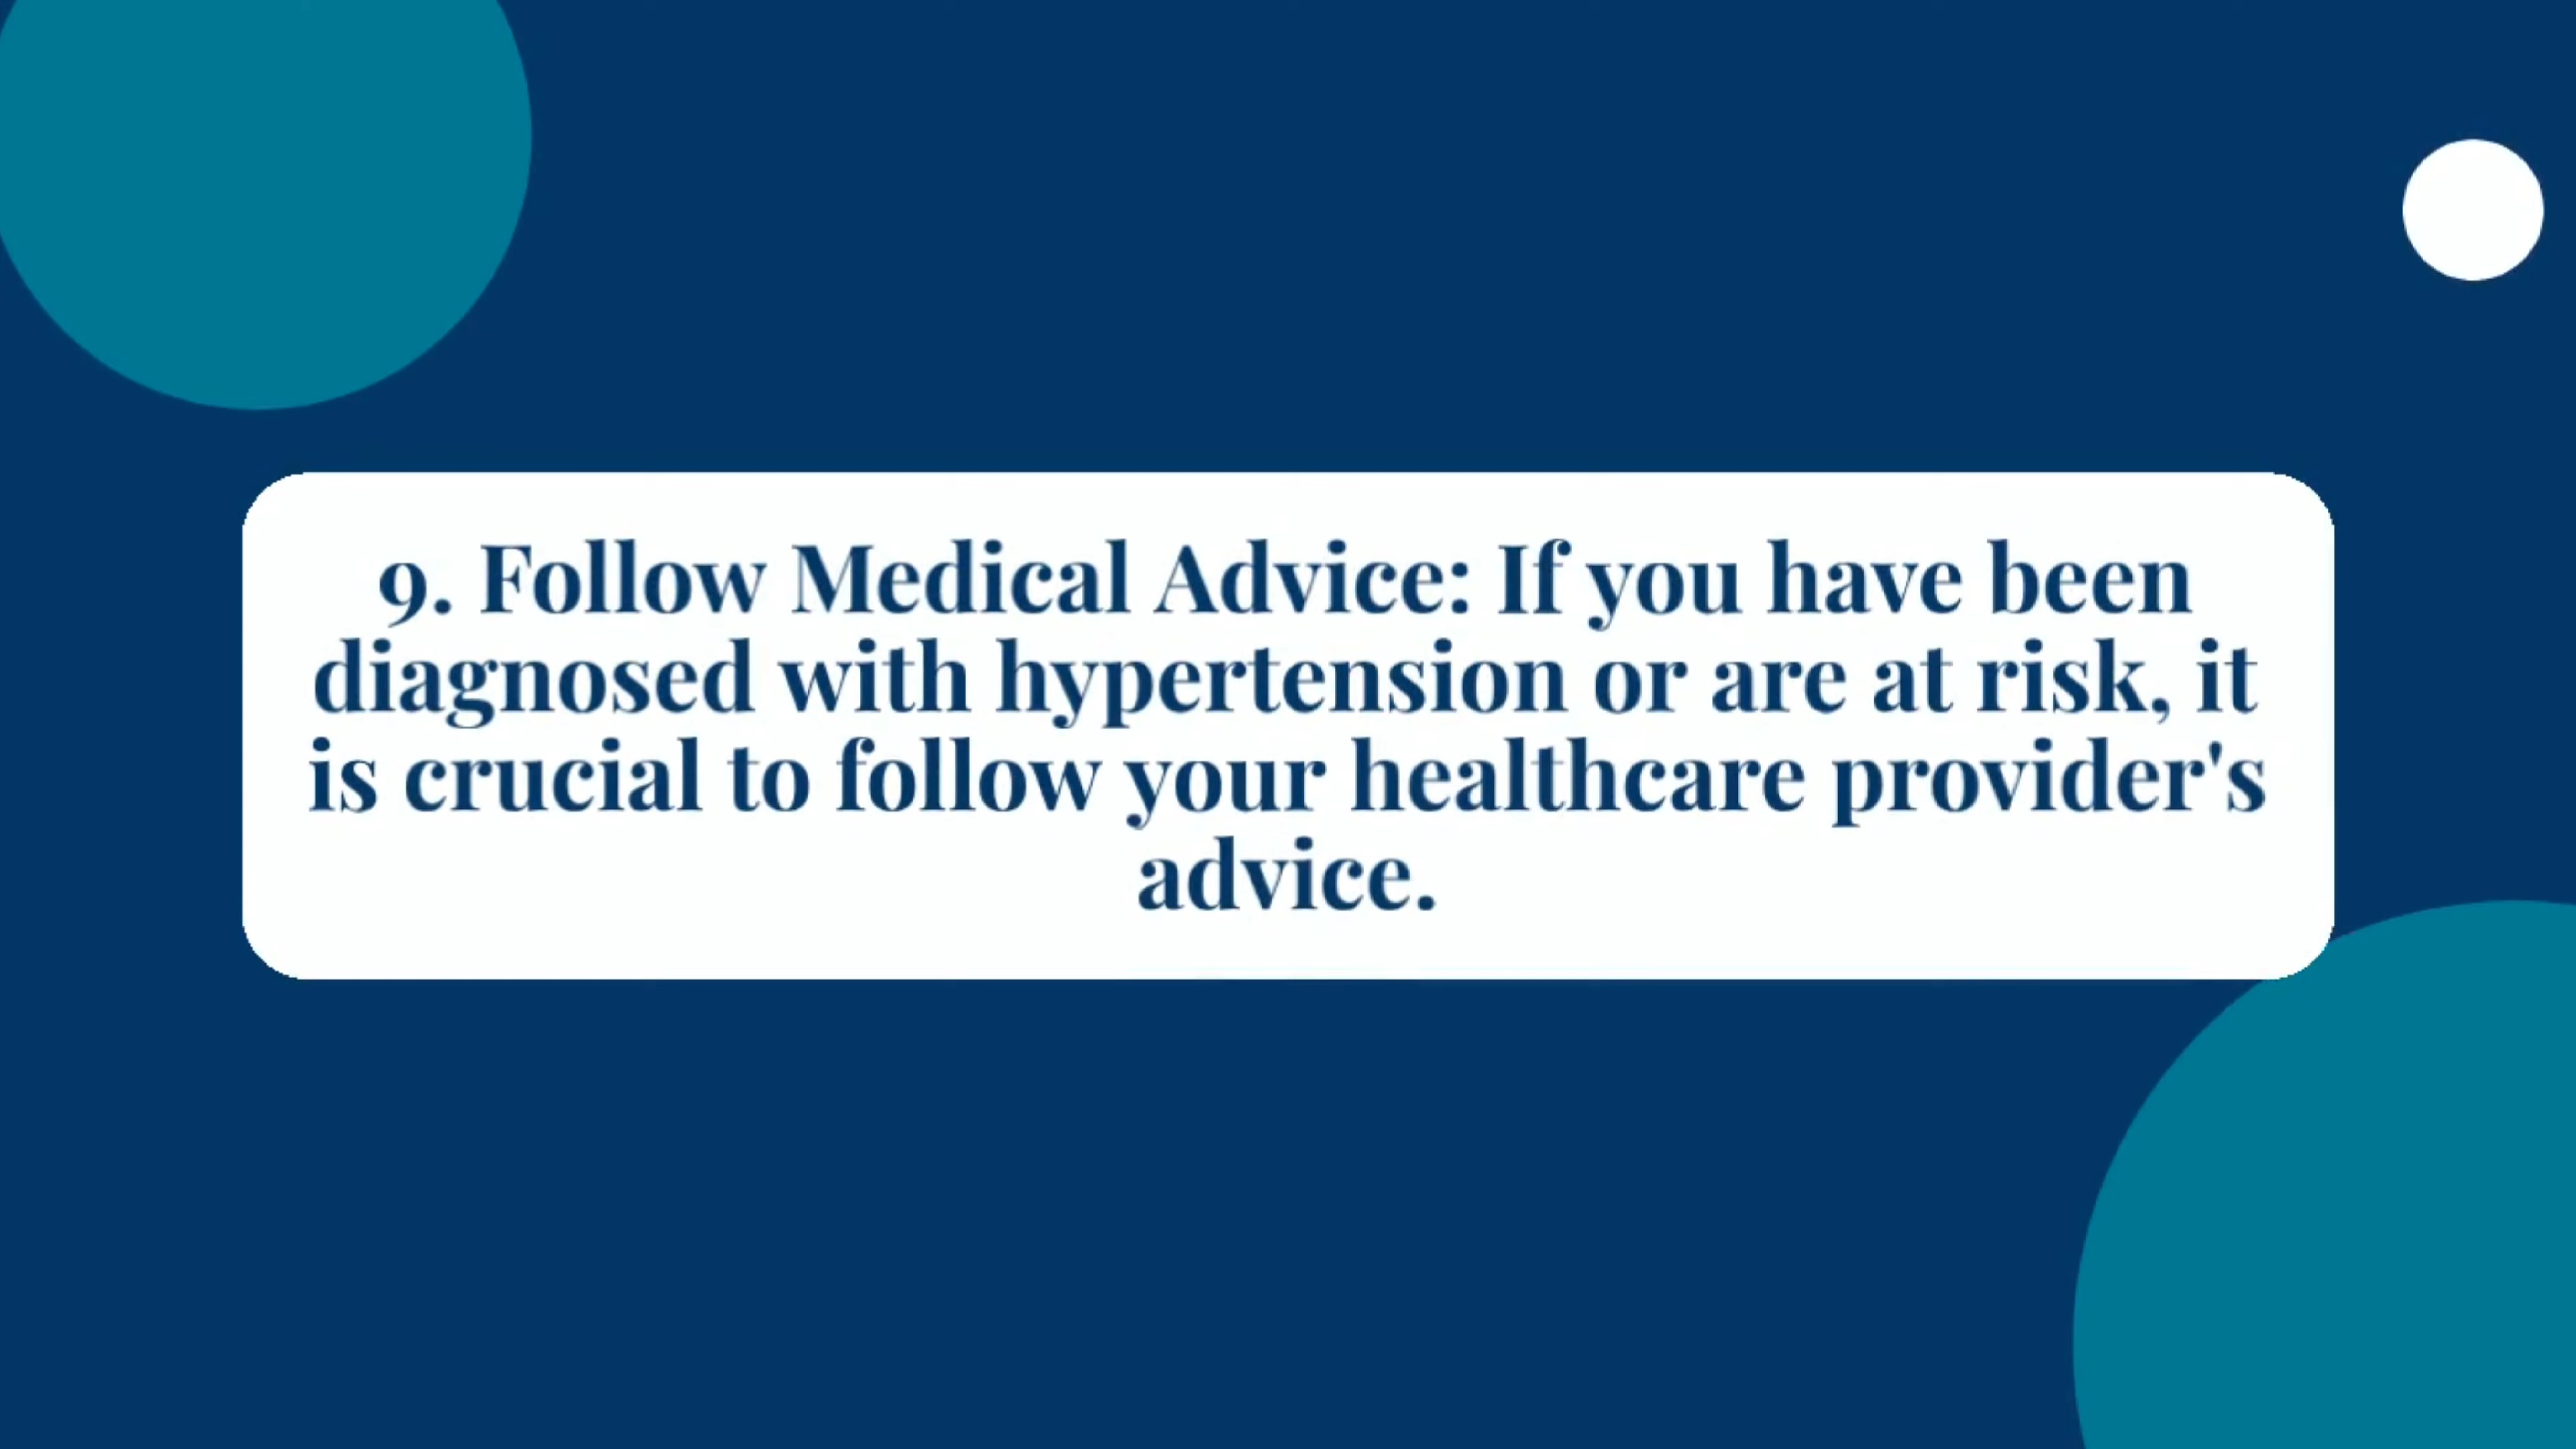 9. Follow Medical Advice: If you have been
diagnosed with hypertension or are at risk, it
is crucial to follow your healthcare provider's
advice.